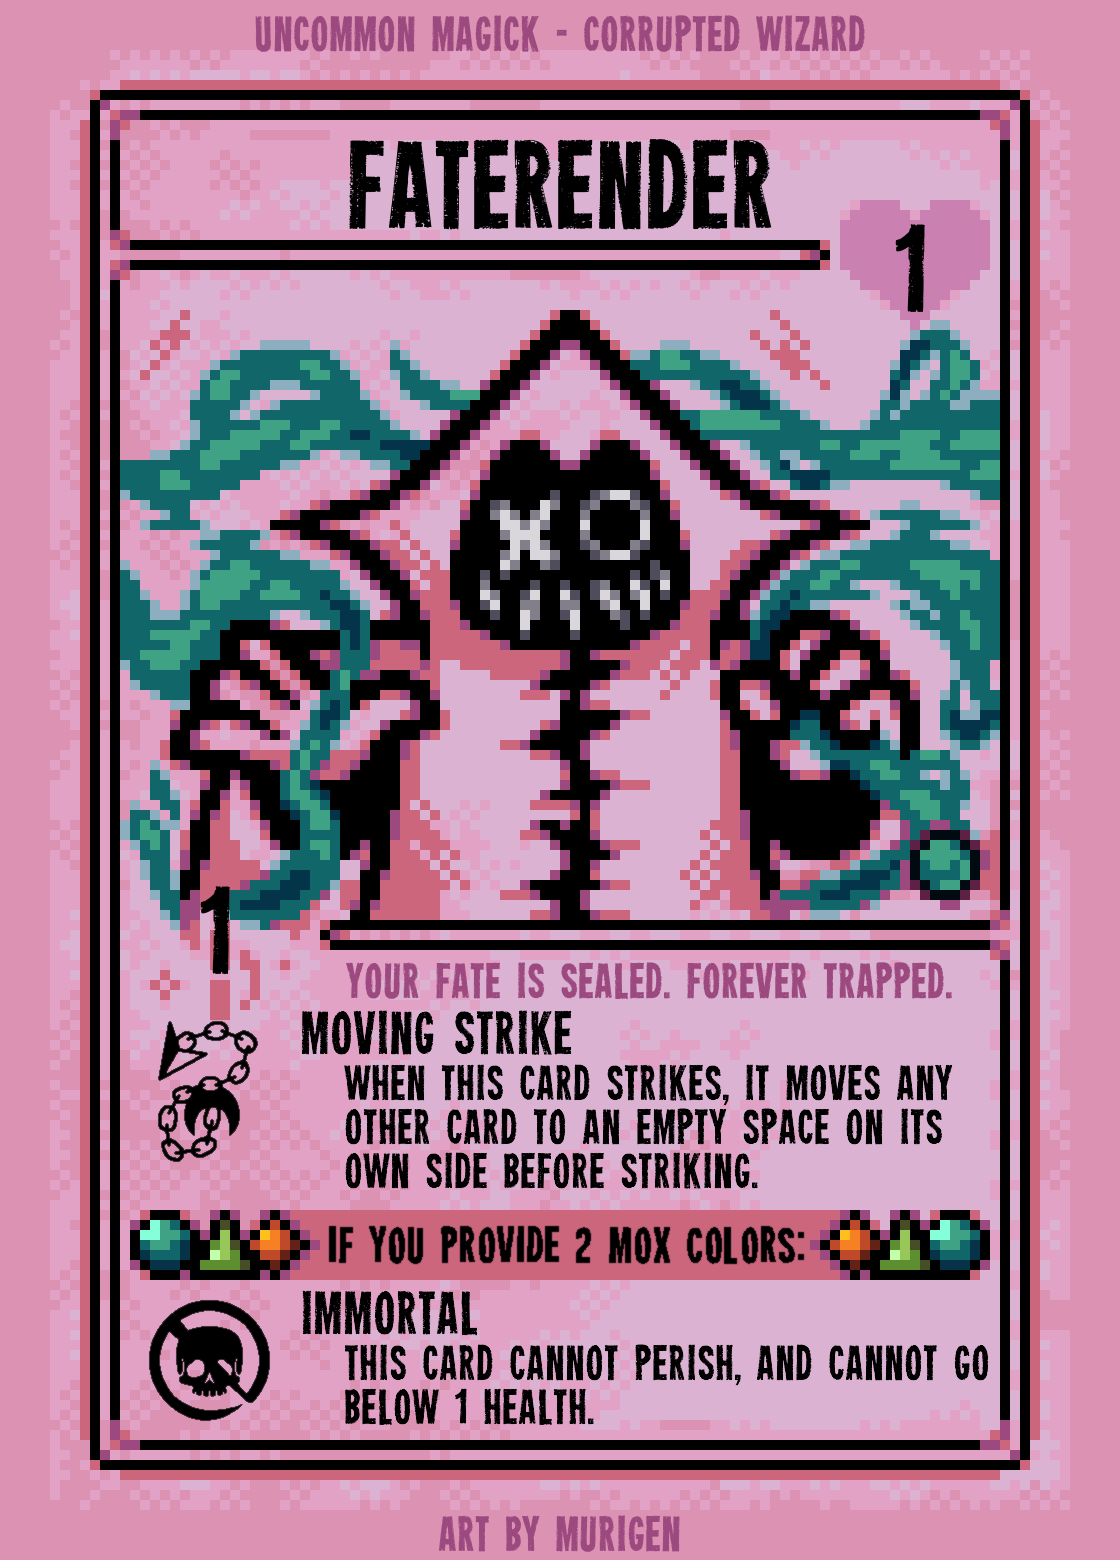 UNCOMMON MAGICK - CORRUPTED WIZARD
FATERENDER
1
1
YOUR FATE IS SEALED. FOREVER TRAPPED.
MOVING STRIKE
WHEN THIS CARD STRIKES, IT MOVES ANY
OTHER CARD TO AN EMPTY SPACE ON ITS
OWN SIDE BEFORE STRIKING.
IF YOU PROVIDE 2 MOX COLORS:
IMMORTAL
THIS CARD CANNOT PERISH, AND CANNOT GO
BELOW 1 HEALTH.
ART BY MURIGEN